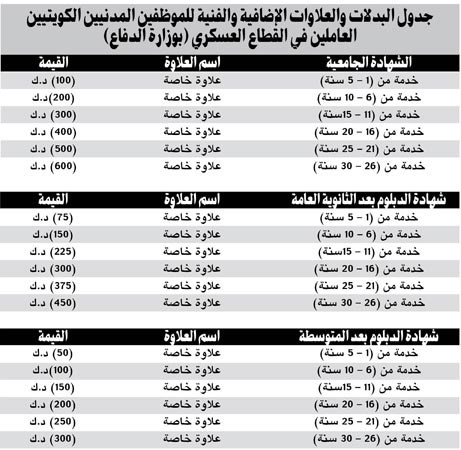 جدول البدلات والعلاوات الإضافية والفنية للموظفين المدنيين الكويتيين
العاملين في القطاع العسكري (بوزارة الدفاع)
الشهادة الجامعية اسم العلاوة القيمة
خدمة من (1 - 5 سنة) علاوة خاصة (100) د.ك
خدمة من (6 - 10 سنة) علاوة خاصة (200) د.ك
خدمة من (11 - 15سنة) علاوة خاصة (300) د.ك
خدمة من (16 - 20 سنة) علاوة خاصة (400) د.ك
خدمة من (21 - 25 سنة) علاوة خاصة (500) د.ك
خدمة من (26 - 30 سنة) علاوة خاصة (600) د.ك
شهادة الدبلوم بعد الثانوية العامة اسم العلاوة القيمة
خدمة من (1 - 5 سنة) علاوة خاصة (75) د.ك
خدمة من (6 - 10 سنة) علاوة خاصة (150) د.ك
خدمة من (11 - 15سنة) علاوة خاصة (225) د.ك
خدمة من (16 - 20 سنة) علاوة خاصة (300) د.ك
خدمة من (21 - 25 سنة) علاوة خاصة (375) د.ك
خدمة من (26 - 30 سنة) علاوة خاصة (450) د.ك
شهادة الدبلوم بعد المتوسطة اسم العلاوة القيمة
خدمة من (1 - 5 سنة) علاوة خاصة (50) د.ك
خدمة من (6 - 10 سنة) علاوة خاصة (100) د.ك
خدمة من (11 - 15سنة) علاوة خاصة (150) د.ك
خدمة من (16 - 20 سنة) علاوة خاصة (200) د.ك
خدمة من (21 - 25 سنة) علاوة خاصة (250) د.ك
خدمة من (26 - 30 سنة) علاوة خاصة (300) د.ك